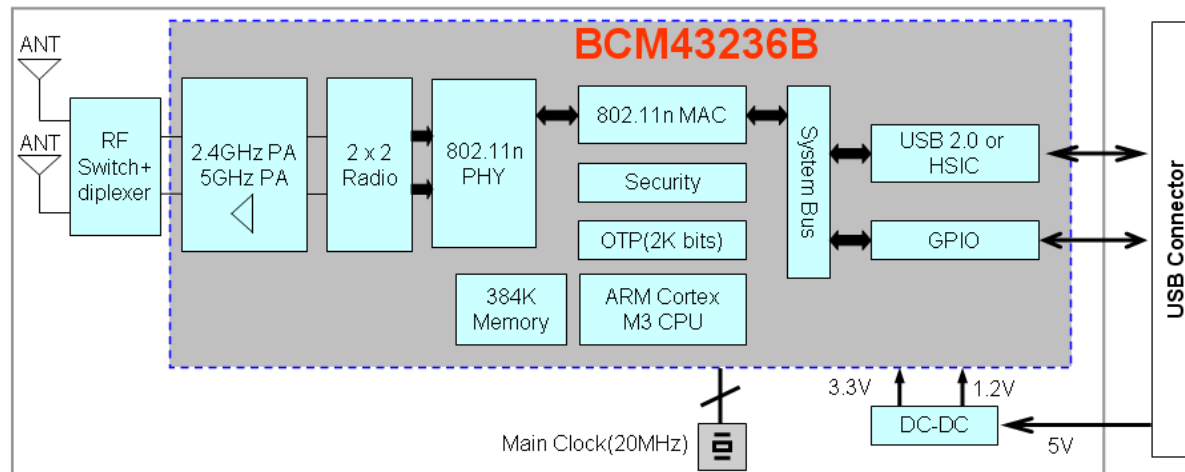 BCM43236B
ANT
ANT
RF
Switch+
diplexer
2.4GHz PA
5GHz PA
2 x 2
Radio
802.11n
PHY
802.11n MAC
Security
OTP(2K bits)
384K
Memory
ARM Cortex
M3 CPU
System Bus
USB 2.0 or
HSIC
GPIO
USB Connector
3.3V
1.2V
DC-DC
5V
Main Clock(20MHz)